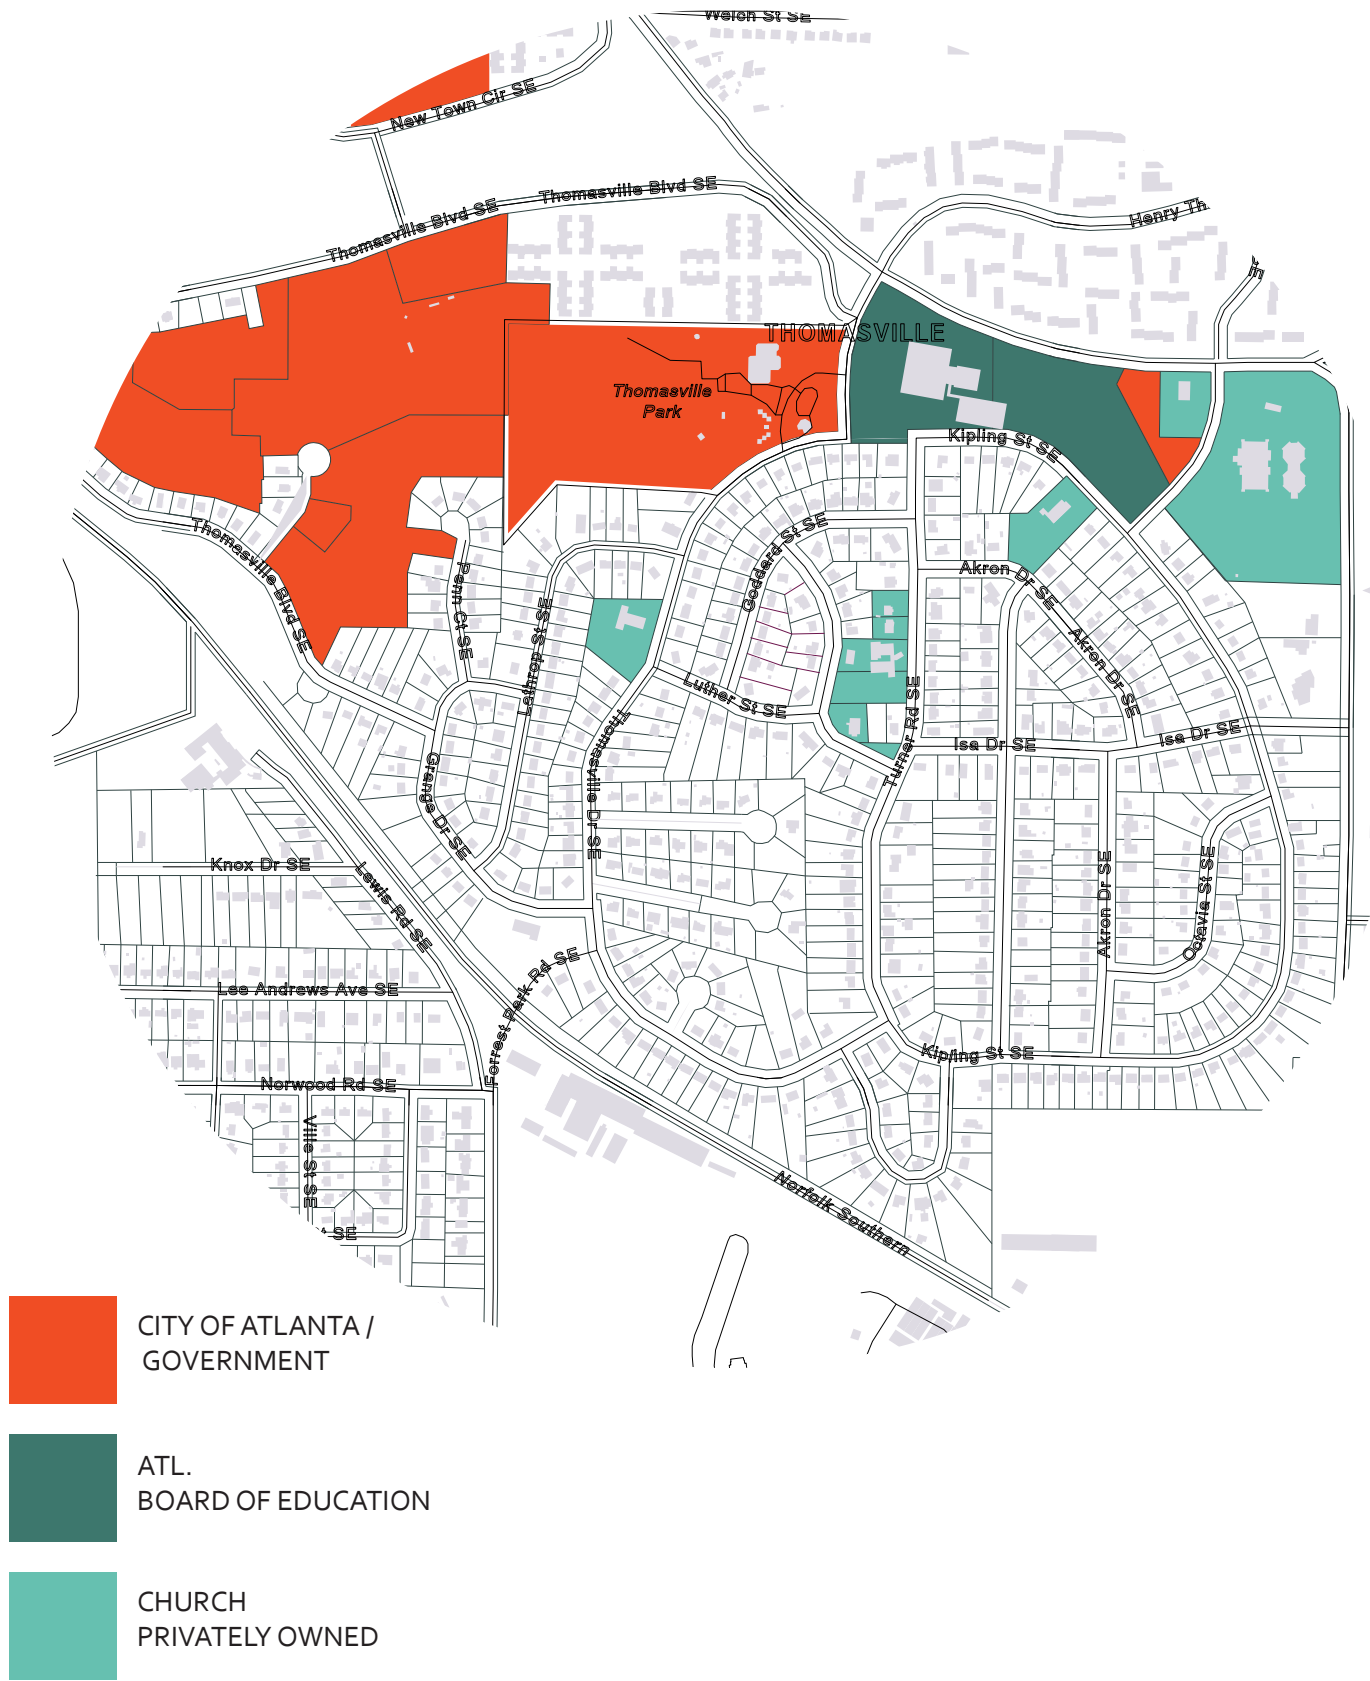 Welch St SE
New Town Cir SE
Thomasville Blvd SE
Thomasville Blvd SE
Henry Th
THOMASVILLE
Thomasville
Park
Kipling St SE
Thomasville Blvd SE
Goddard St SE
Penn Ct SE
Akron Dr SE
Lathrop St SE
Akron Dr SE
Luther St SE
Turner Rd SE
Thomasville Dr SE
Isa Dr SE
Isa Dr SE
Grange Dr SE
Knox Dr SE
Lewis Rd SE
Akron Dr SE
Octavia St SE
Forrest Park Rd SE
Lee Andrews Ave SE
Kipling St SE
Norwood Rd SE
Ville St SE
t SE
Norfolk Southern
CITY OF ATLANTA /
GOVERNMENT
ATL.
BOARD OF EDUCATION
CHURCH
PRIVATELY OWNED